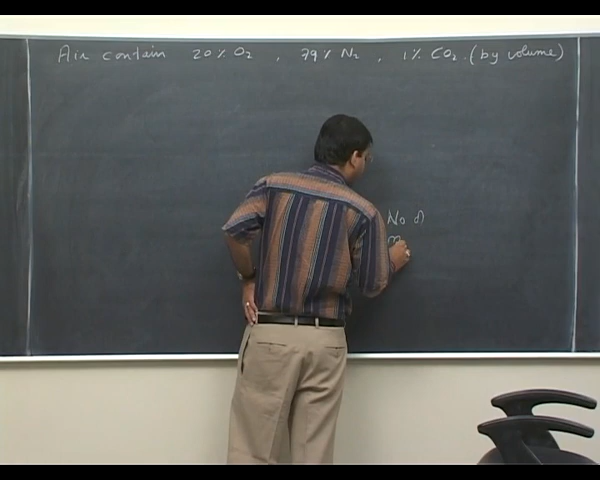 Air contain 20% O₂ , 79% N₂ , 1% CO₂. (by volume)
No of
m